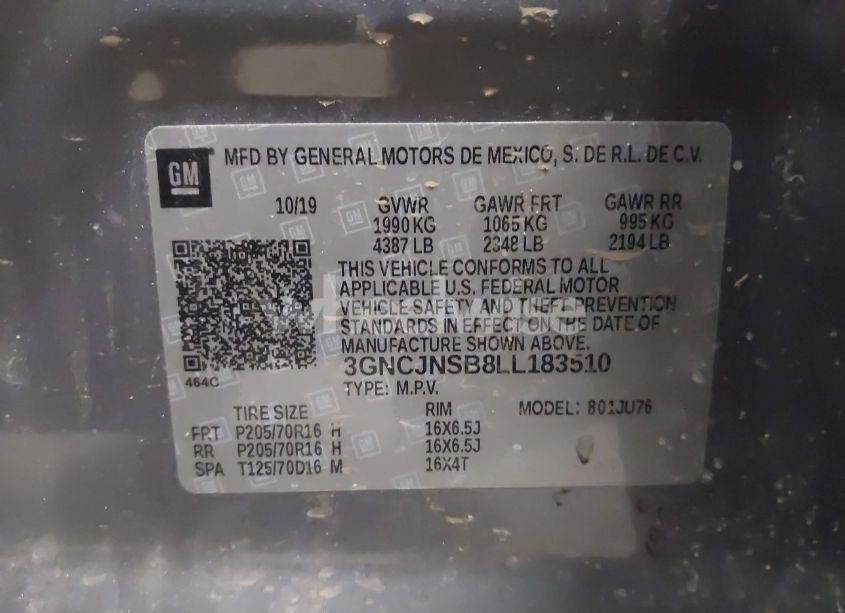 GM
MFD BY GENERAL MOTORS DE MEXICO, S. DE R.L. DE C.V.
10/19 GVWR GAWR FRT GAWR RR
1990 KG 1065 KG 995 KG
4387 LB 2348 LB 2194 LB
THIS VEHICLE CONFORMS TO ALL
APPLICABLE U.S. FEDERAL MOTOR
VEHICLE SAFETY AND THEFT PREVENTION
STANDARDS IN EFFECT ON THE DATE OF
MANUFACTURE SHOWN ABOVE.
464C
3GNCJNSB8LL183510
TYPE: M.P.V.
TIRE SIZE RIM MODEL: 801JU76
FRT P205/70R16 H 16X6.5J
RR P205/70R16 H 16X6.5J
SPA T125/70D16 M 16X4T